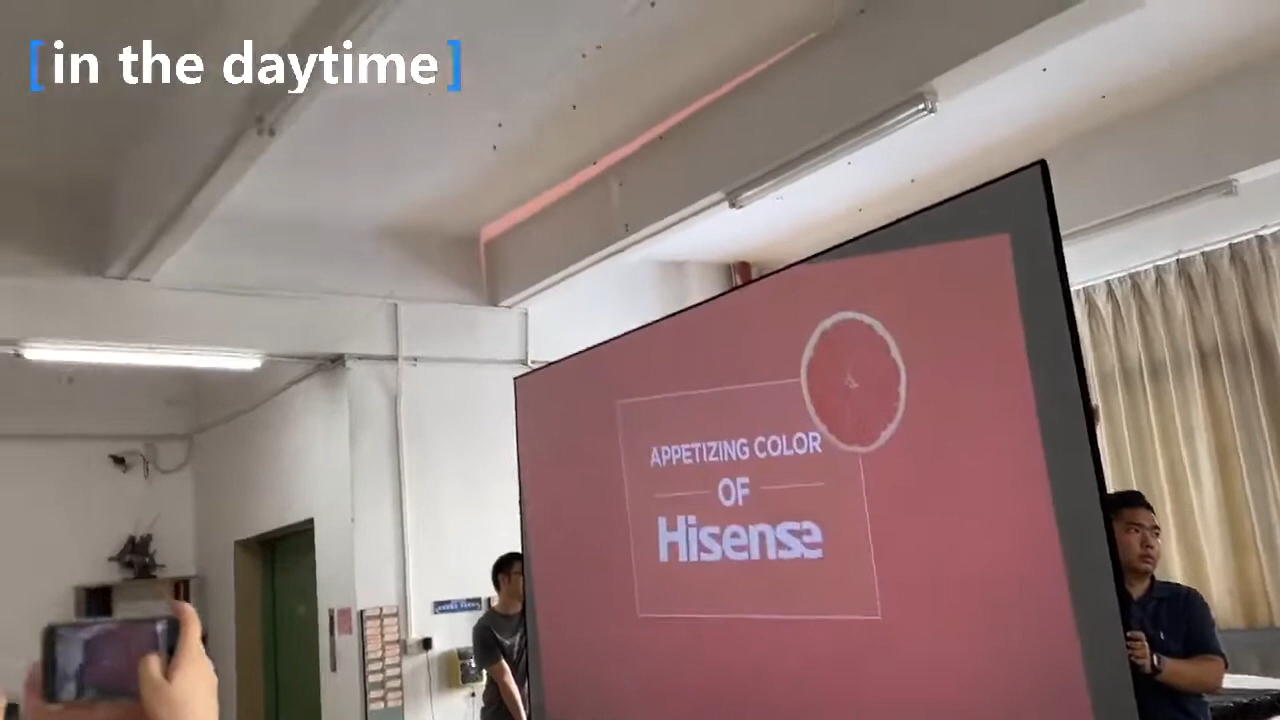 [in the daytime]
APPETIZING COLOR
OF
Hisense